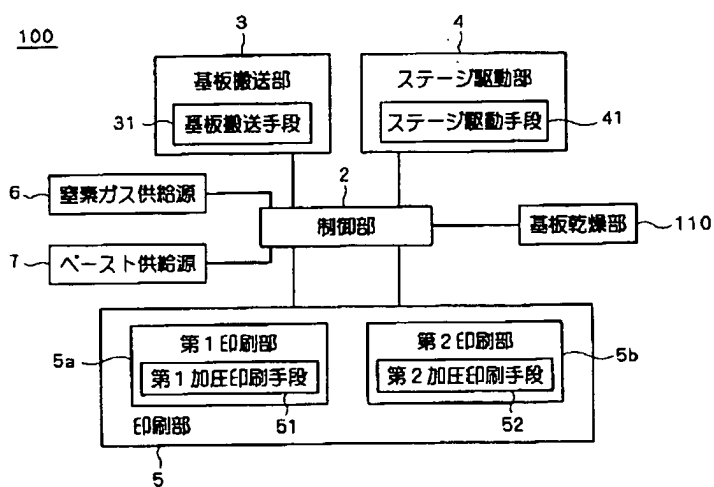 100
3
4
基板搬送部
ステージ駆動部
31
基板搬送手段
ステージ駆動手段
41
6
窒素ガス供給源
2
制御部
基板乾燥部
110
7
ペースト供給源
5a
第1印刷部
第2印刷部
5b
第1加圧印刷手段
第2加圧印刷手段
51
52
印刷部
5